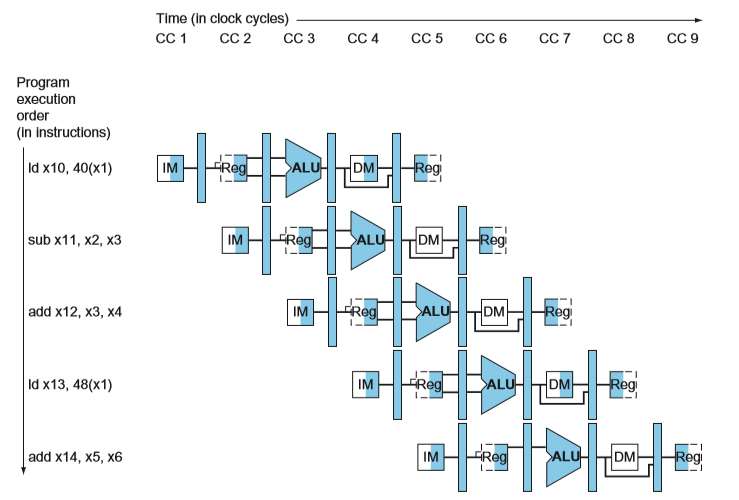 Time (in clock cycles)
CC 1 CC 2 CC 3 CC 4 CC 5 CC 6 CC 7 CC 8 CC 9
Program
execution
order
(in instructions)
ld x10, 40(x1) IM Reg ALU DM Reg
sub x11, x2, x3 IM Reg ALU DM Reg
add x12, x3, x4 IM Reg ALU DM Reg
ld x13, 48(x1) IM Reg ALU DM Reg
add x14, x5, x6 IM Reg ALU DM Reg